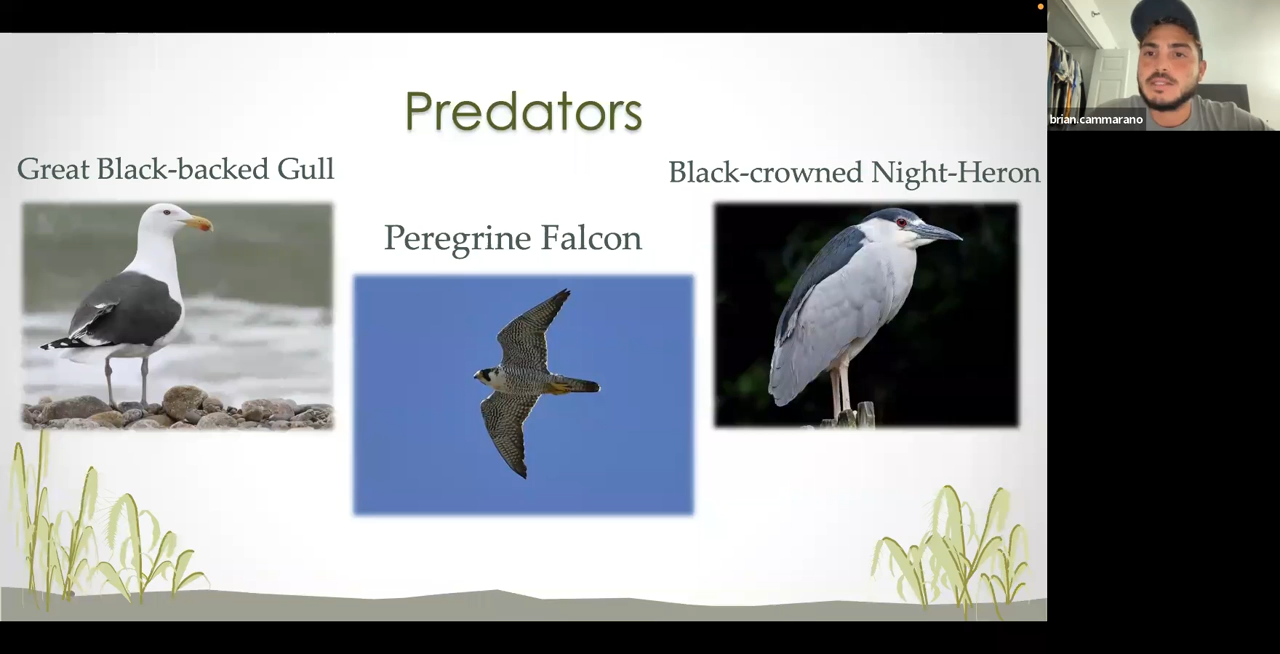 Predators
Great Black-backed Gull
Peregrine Falcon
Black-crowned Night-Heron
brian.cammarano